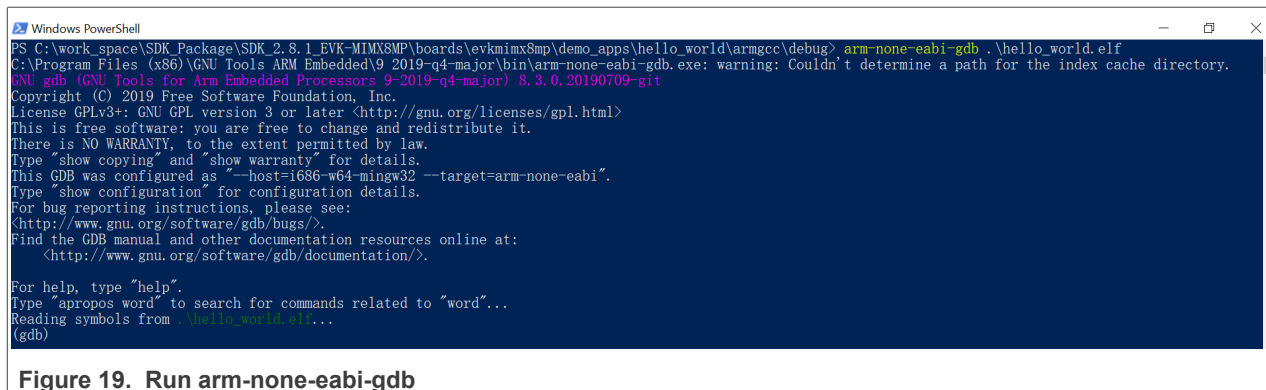 Windows PowerShell
PS C:\work_space\SDK_Package\SDK_2.8.1_EVK-MIMX8MP\boards\evkmimx8mp\demo_apps\hello_world\armgcc\debug> arm-none-eabi-gdb .\hello_world.elf
C:\Program Files (x86)\GNU Tools ARM Embedded\9 2019-q4-major\bin\arm-none-eabi-gdb.exe: warning: Couldn't determine a path for the index cache directory.
GNU gdb (GNU Tools for Arm Embedded Processors 9-2019-q4-major) 8.3.0.20190709-git
Copyright (C) 2019 Free Software Foundation, Inc.
License GPLv3+: GNU GPL version 3 or later <http://gnu.org/licenses/gpl.html>
This is free software: you are free to change and redistribute it.
There is NO WARRANTY, to the extent permitted by law.
Type "show copying" and "show warranty" for details.
This GDB was configured as "--host=i686-w64-mingw32 --target=arm-none-eabi".
Type "show configuration" for configuration details.
For bug reporting instructions, please see:
<http://www.gnu.org/software/gdb/bugs/>.
Find the GDB manual and other documentation resources online at:
    <http://www.gnu.org/software/gdb/documentation/>.

For help, type "help".
Type "apropos word" to search for commands related to "word"...
Reading symbols from .\hello_world.elf...
(gdb)
Figure 19. Run arm-none-eabi-gdb